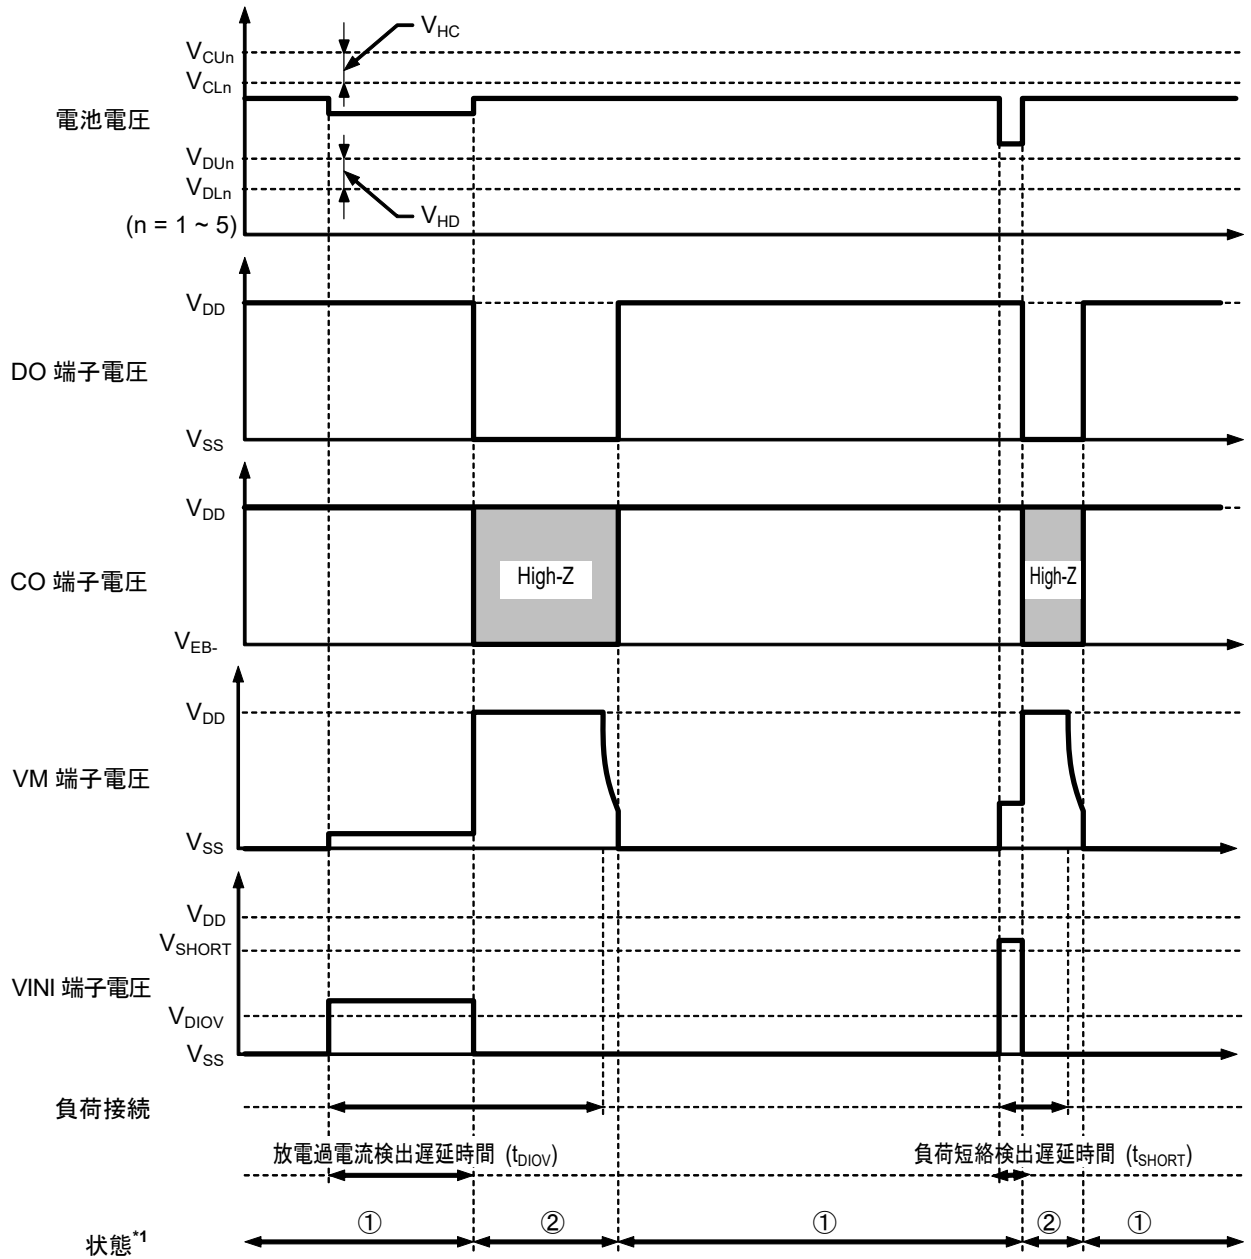 V_HC
V_CUn
V_CLn
電池電圧
V_DUn
V_DLn
V_HD
(n = 1 ~ 5)
V_DD
DO 端子電圧
V_SS
V_DD
High-Z
High-Z
CO 端子電圧
V_EB-
V_DD
VM 端子電圧
V_SS
V_DD
V_SHORT
VINI 端子電圧
V_DIOV
V_SS
負荷接続
放電過電流検出遅延時間 (t_DIOV)
負荷短絡検出遅延時間 (t_SHORT)
① ② ① ② ①
状態*1